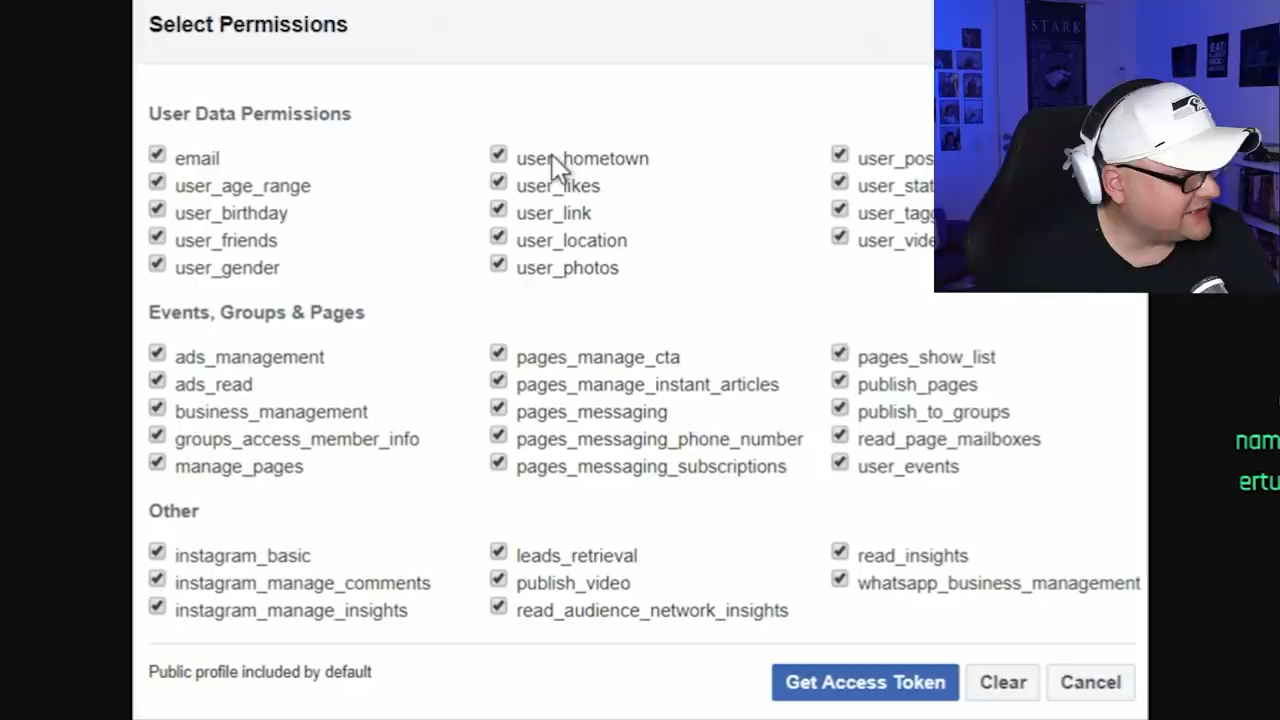 Select Permissions
User Data Permissions
email user_hometown
user_age_range user_likes
user_birthday user_link
user_friends user_location
user_gender user_photos
Events, Groups & Pages
ads_management pages_manage_cta pages_show_list
ads_read pages_manage_instant_articles publish_pages
business_management pages_messaging publish_to_groups
groups_access_member_info pages_messaging_phone_number read_page_mailboxes
manage_pages pages_messaging_subscriptions user_events
Other
instagram_basic leads_retrieval read_insights
instagram_manage_comments publish_video whatsapp_business_management
instagram_manage_insights read_audience_network_insights
Public profile included by default
Get Access Token Clear Cancel
STARK